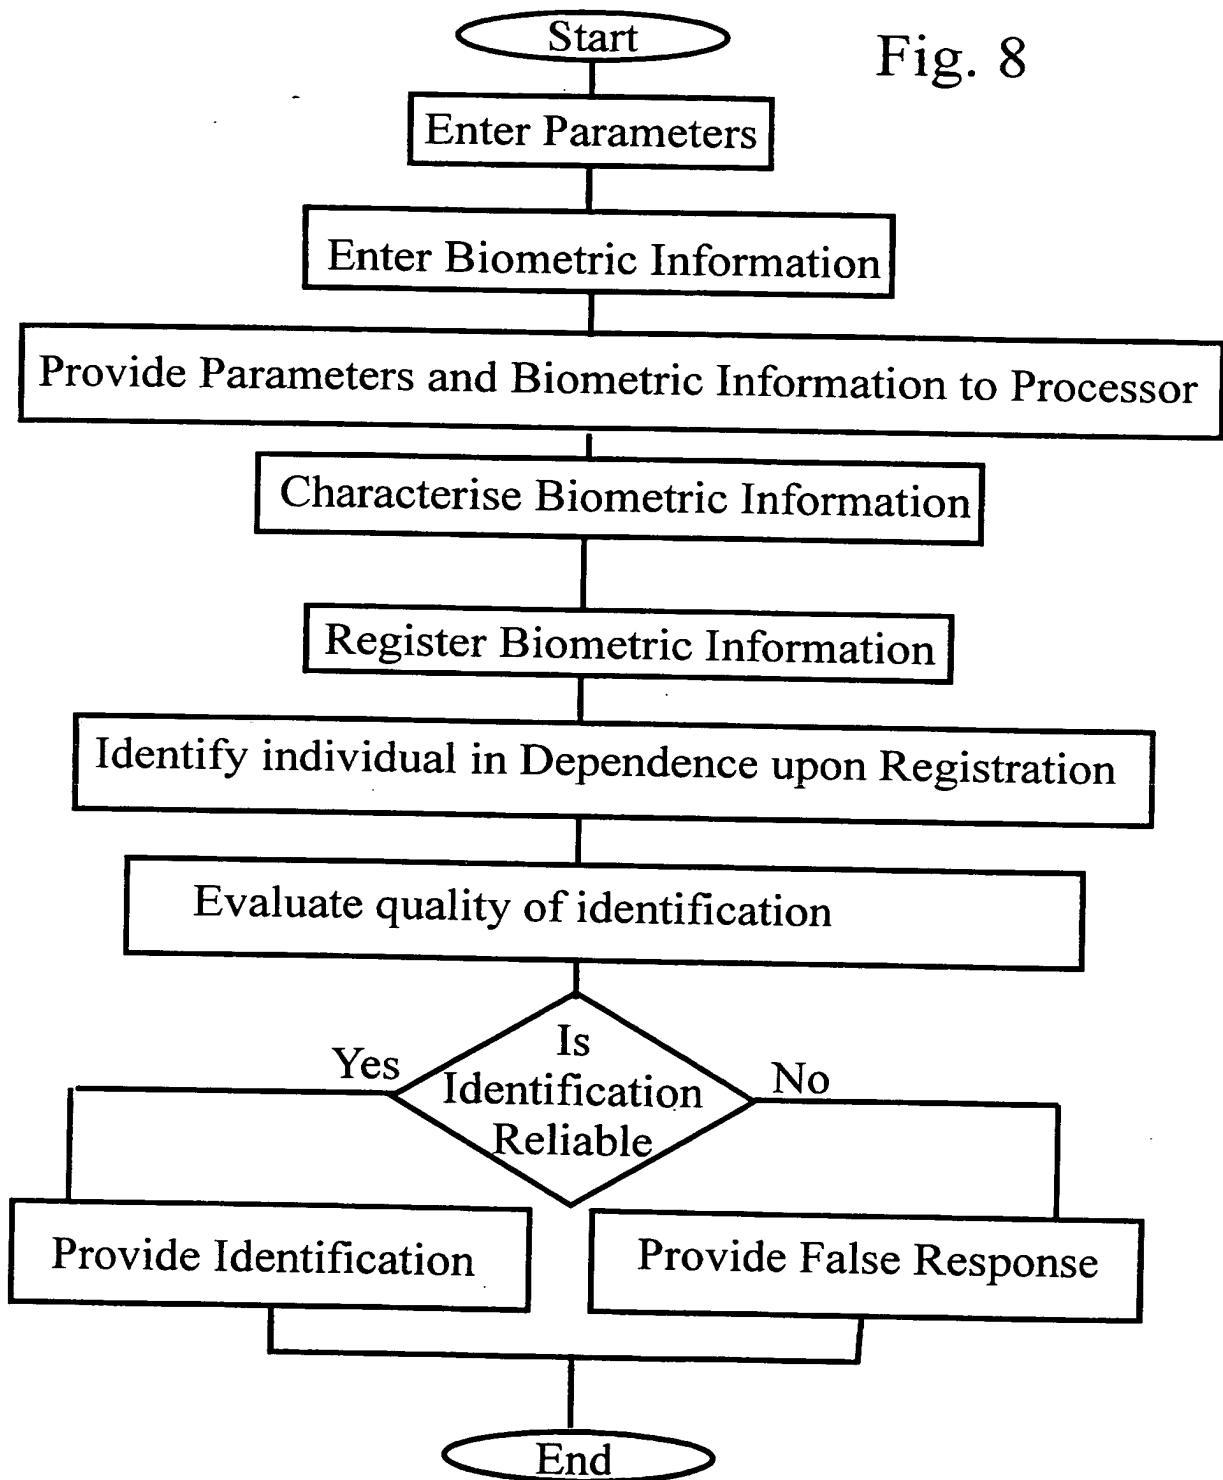 Start
Fig. 8
Enter Parameters
Enter Biometric Information
Provide Parameters and Biometric Information to Processor
Characterise Biometric Information
Register Biometric Information
Identify individual in Dependence upon Registration
Evaluate quality of identification
Is
Identification
Reliable
Yes
No
Provide Identification
Provide False Response
End